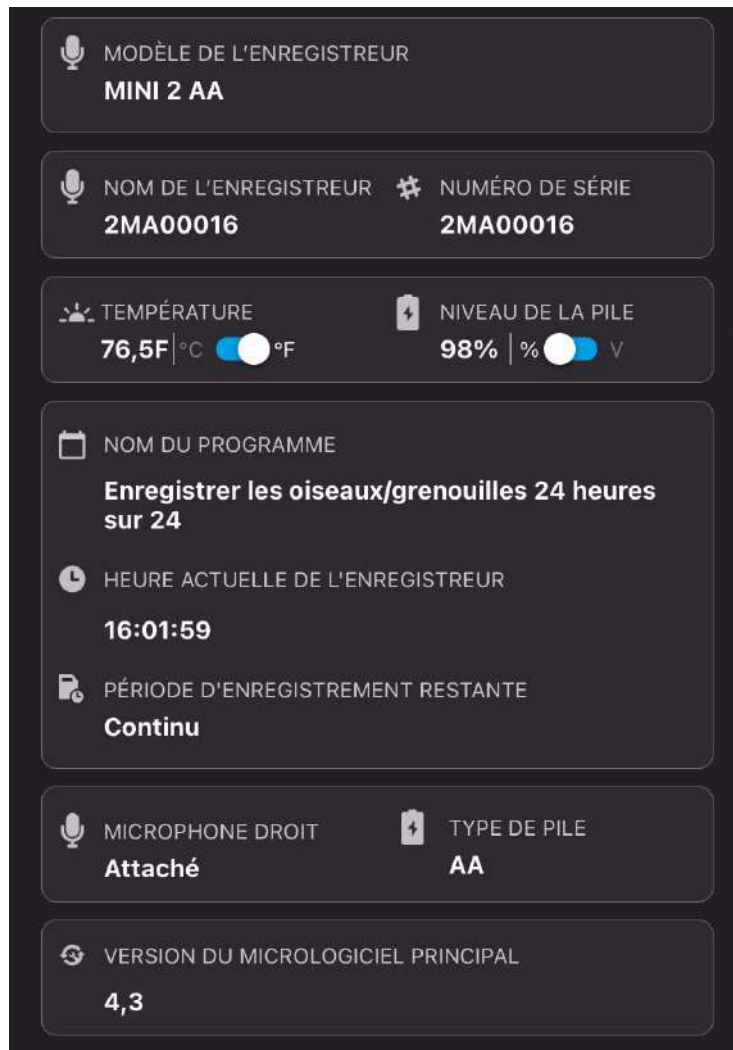 MODÈLE DE L'ENREGISTREUR
MINI 2 AA
NOM DE L'ENREGISTREUR NUMÉRO DE SÉRIE
2MA00016 2MA00016
TEMPÉRATURE NIVEAU DE LA PILE
76,5F °C °F 98% % V
NOM DU PROGRAMME
Enregistrer les oiseaux/grenouilles 24 heures
sur 24
HEURE ACTUELLE DE L'ENREGISTREUR
16:01:59
PÉRIODE D'ENREGISTREMENT RESTANTE
Continu
MICROPHONE DROIT TYPE DE PILE
Attaché AA
VERSION DU MICROLOGICIEL PRINCIPAL
4,3